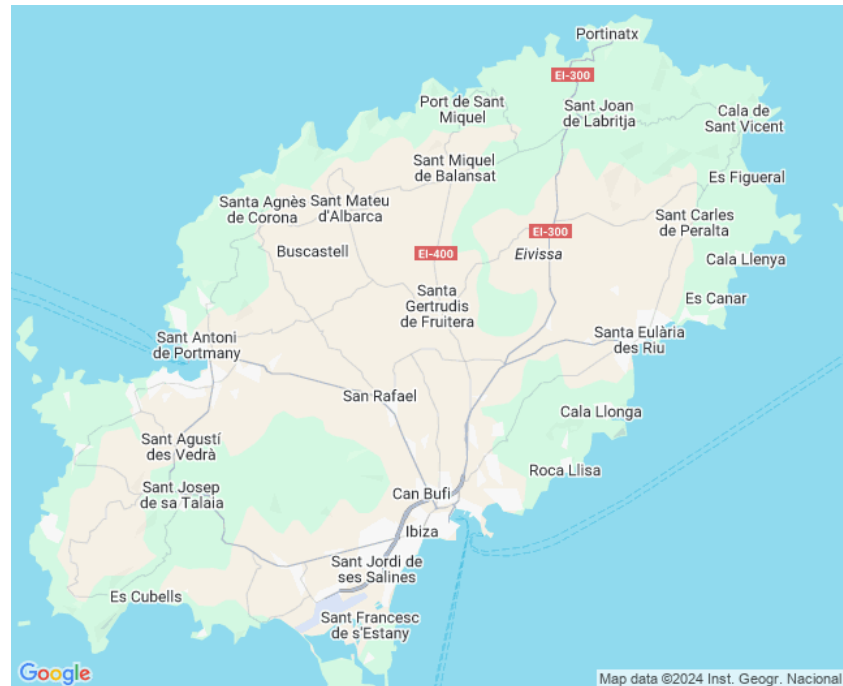 Portinatx
EI-300
Port de Sant
Miquel
Sant Joan
de Labritja
Cala de
Sant Vicent
Sant Miquel
de Balansat
Es Figueral
Santa Agnès
de Corona
Sant Mateu
d'Albarca
Sant Carles
de Peralta
EI-300
Buscastell
EI-400
Eivissa
Cala Llenya
Santa
Gertrudis
de Fruitera
Es Canar
Sant Antoni
de Portmany
Santa Eulària
des Riu
San Rafael
Cala Llonga
Sant Agustí
des Vedrà
Roca Llisa
Sant Josep
de sa Talaia
Can Bufi
Ibiza
Sant Jordi de
ses Salines
Es Cubells
Sant Francesc
de s'Estany
Google
Map data ©2024 Inst. Geogr. Nacional